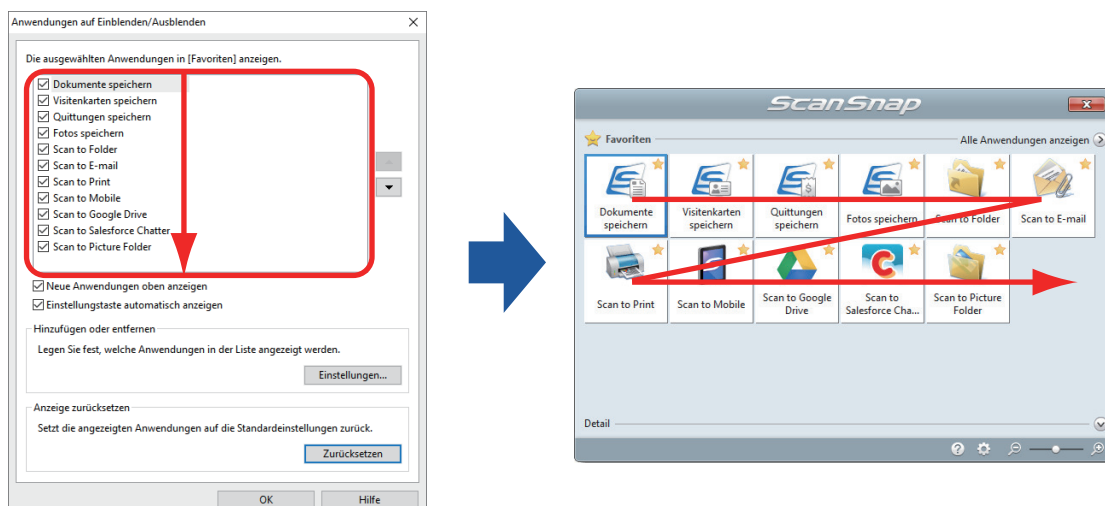 Anwendungen auf Einblenden/Ausblenden
Die ausgewählten Anwendungen in [Favoriten] anzeigen.
Dokumente speichern
Visitenkarten speichern
Quittungen speichern
Fotos speichern
Scan to Folder
Scan to E-mail
Scan to Print
Scan to Mobile
Scan to Google Drive
Scan to Salesforce Chatter
Scan to Picture Folder
Neue Anwendungen oben anzeigen
Einstellungstaste automatisch anzeigen
Hinzufügen oder entfernen
Legen Sie fest, welche Anwendungen in der Liste angezeigt werden.
Einstellungen...
Anzeige zurücksetzen
Setzt die angezeigten Anwendungen auf die Standardeinstellungen zurück.
Zurücksetzen
OK
Hilfe
ScanSnap
Favoriten
Alle Anwendungen anzeigen
Dokumente
speichern
Visitenkarten
speichern
Quittungen
speichern
Fotos speichern
Scan to Folder
Scan to E-mail
Scan to Print
Scan to Mobile
Scan to Google
Drive
Scan to
Salesforce Cha...
Scan to Picture
Folder
Detail